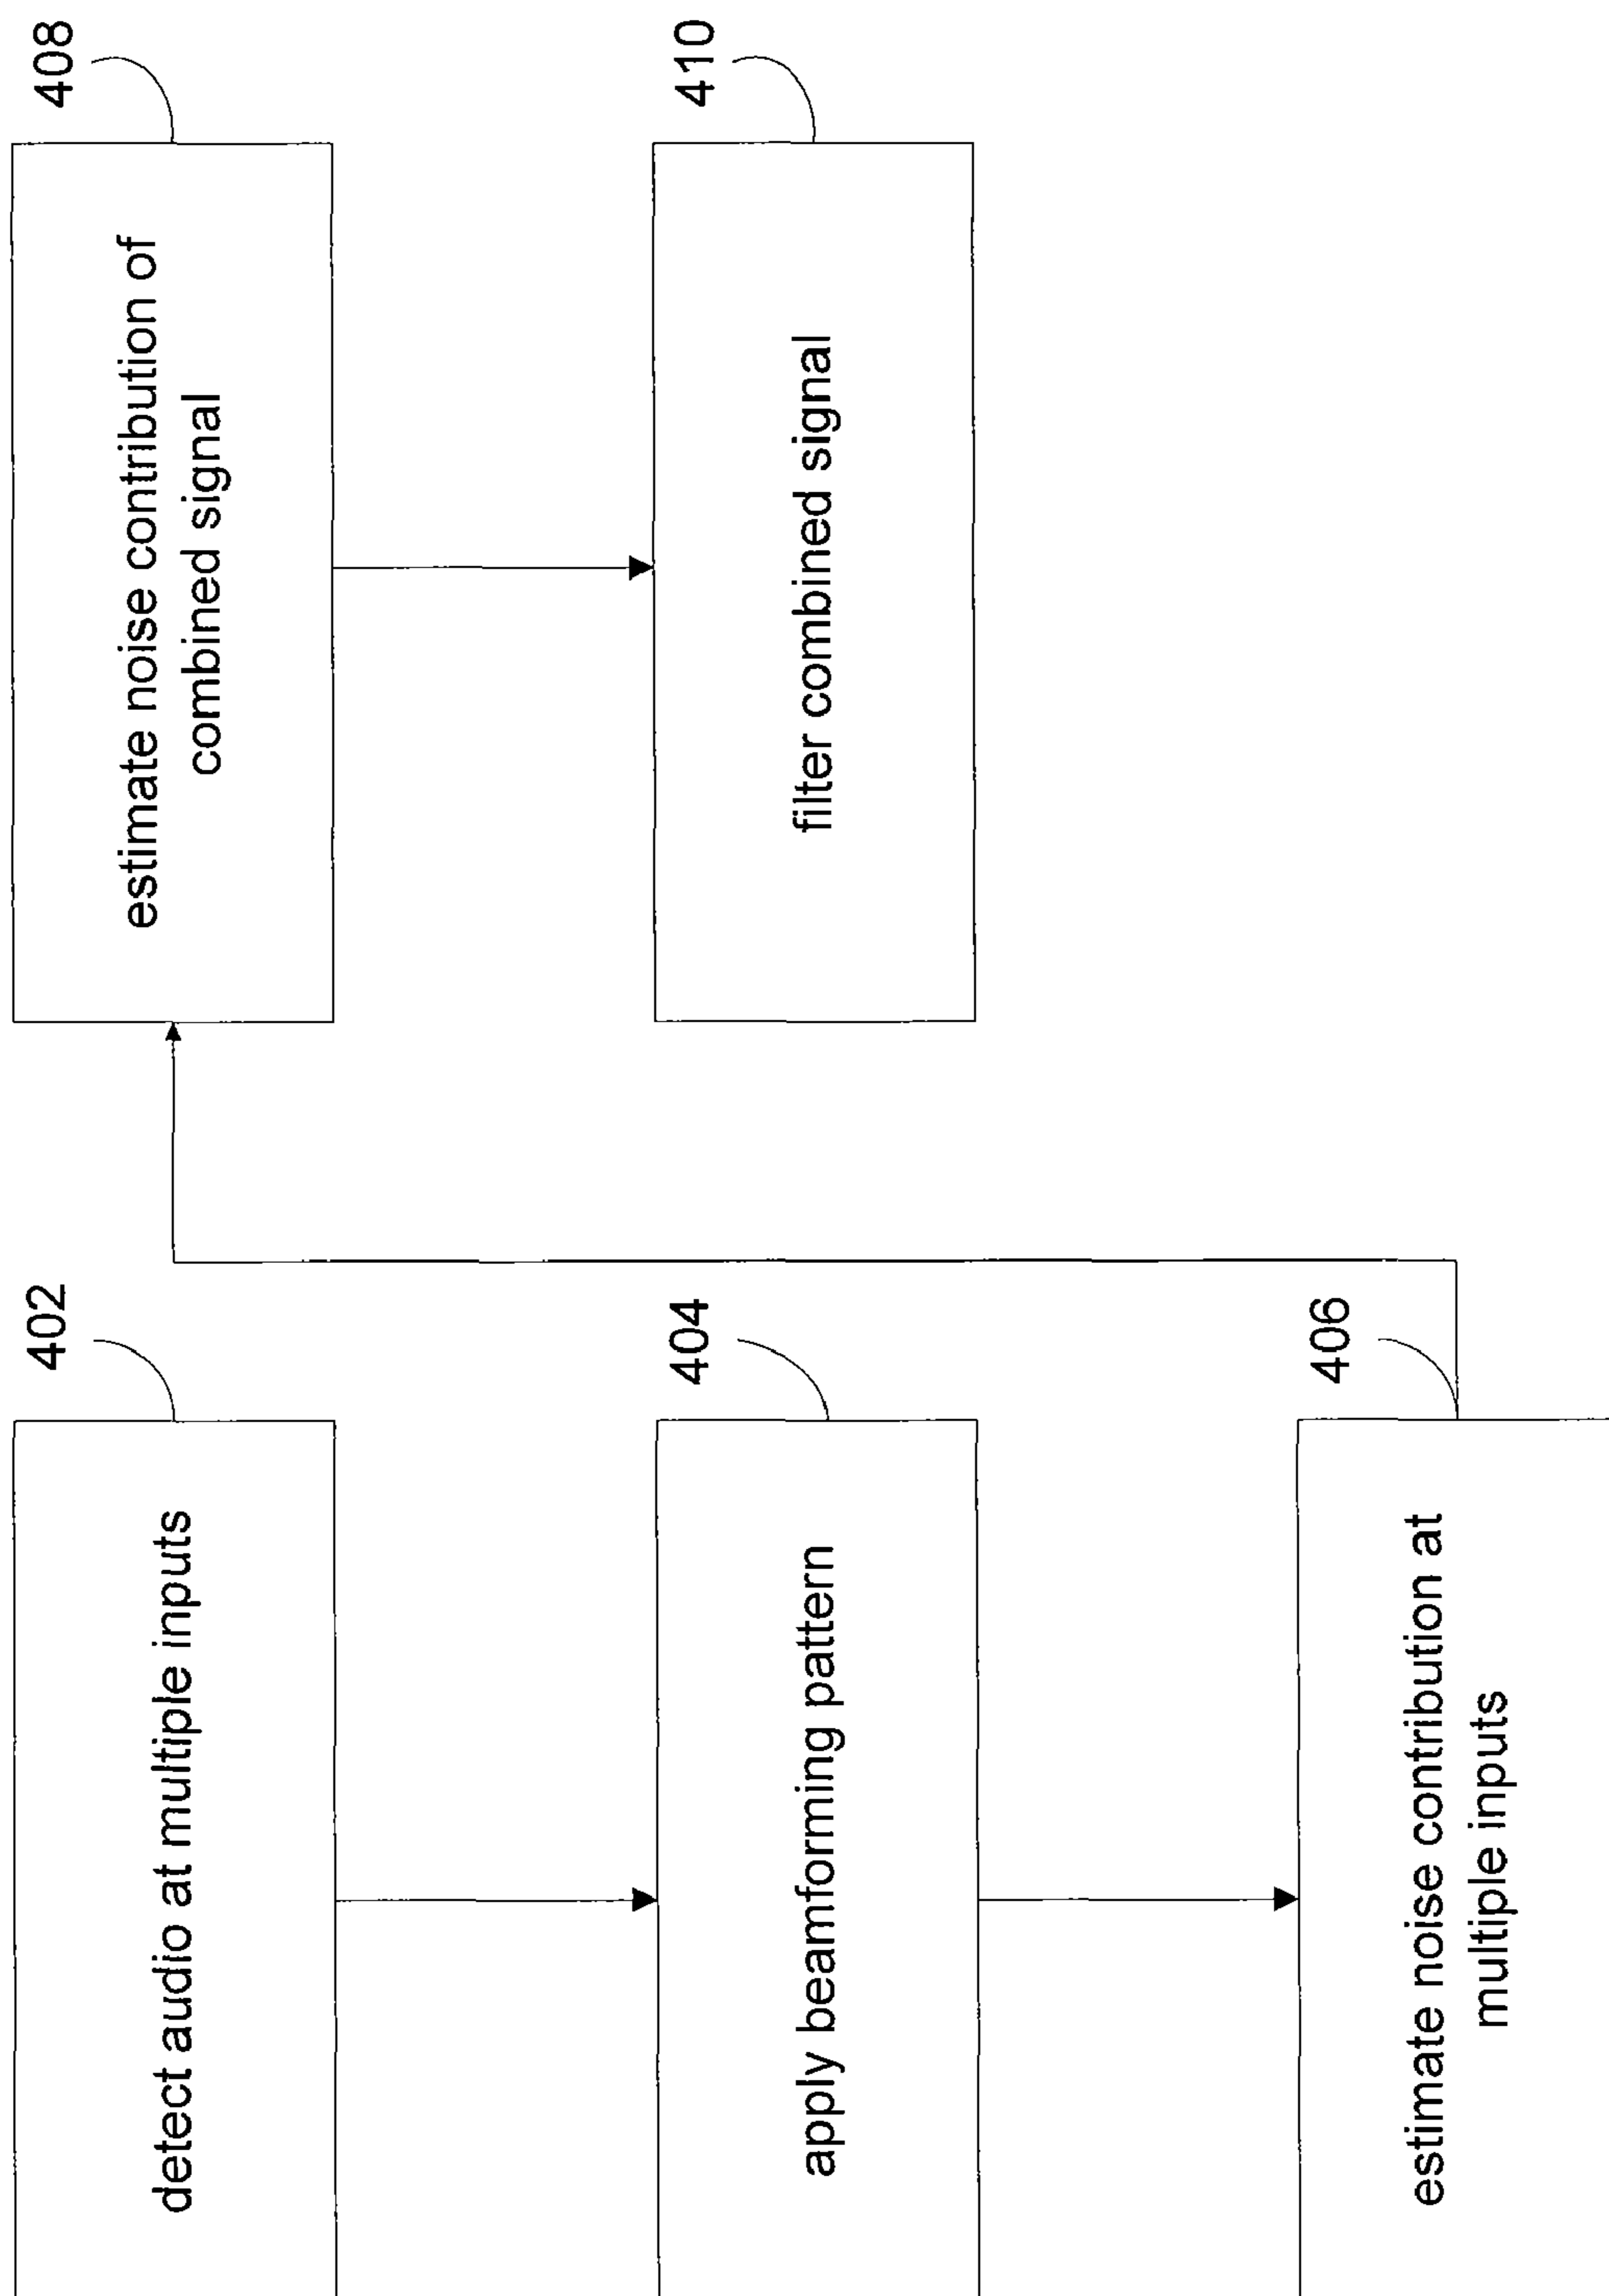 402
detect audio at multiple inputs
404
apply beamforming pattern
406
estimate noise contribution at
multiple inputs
408
estimate noise contribution of
combined signal
410
filter combined signal